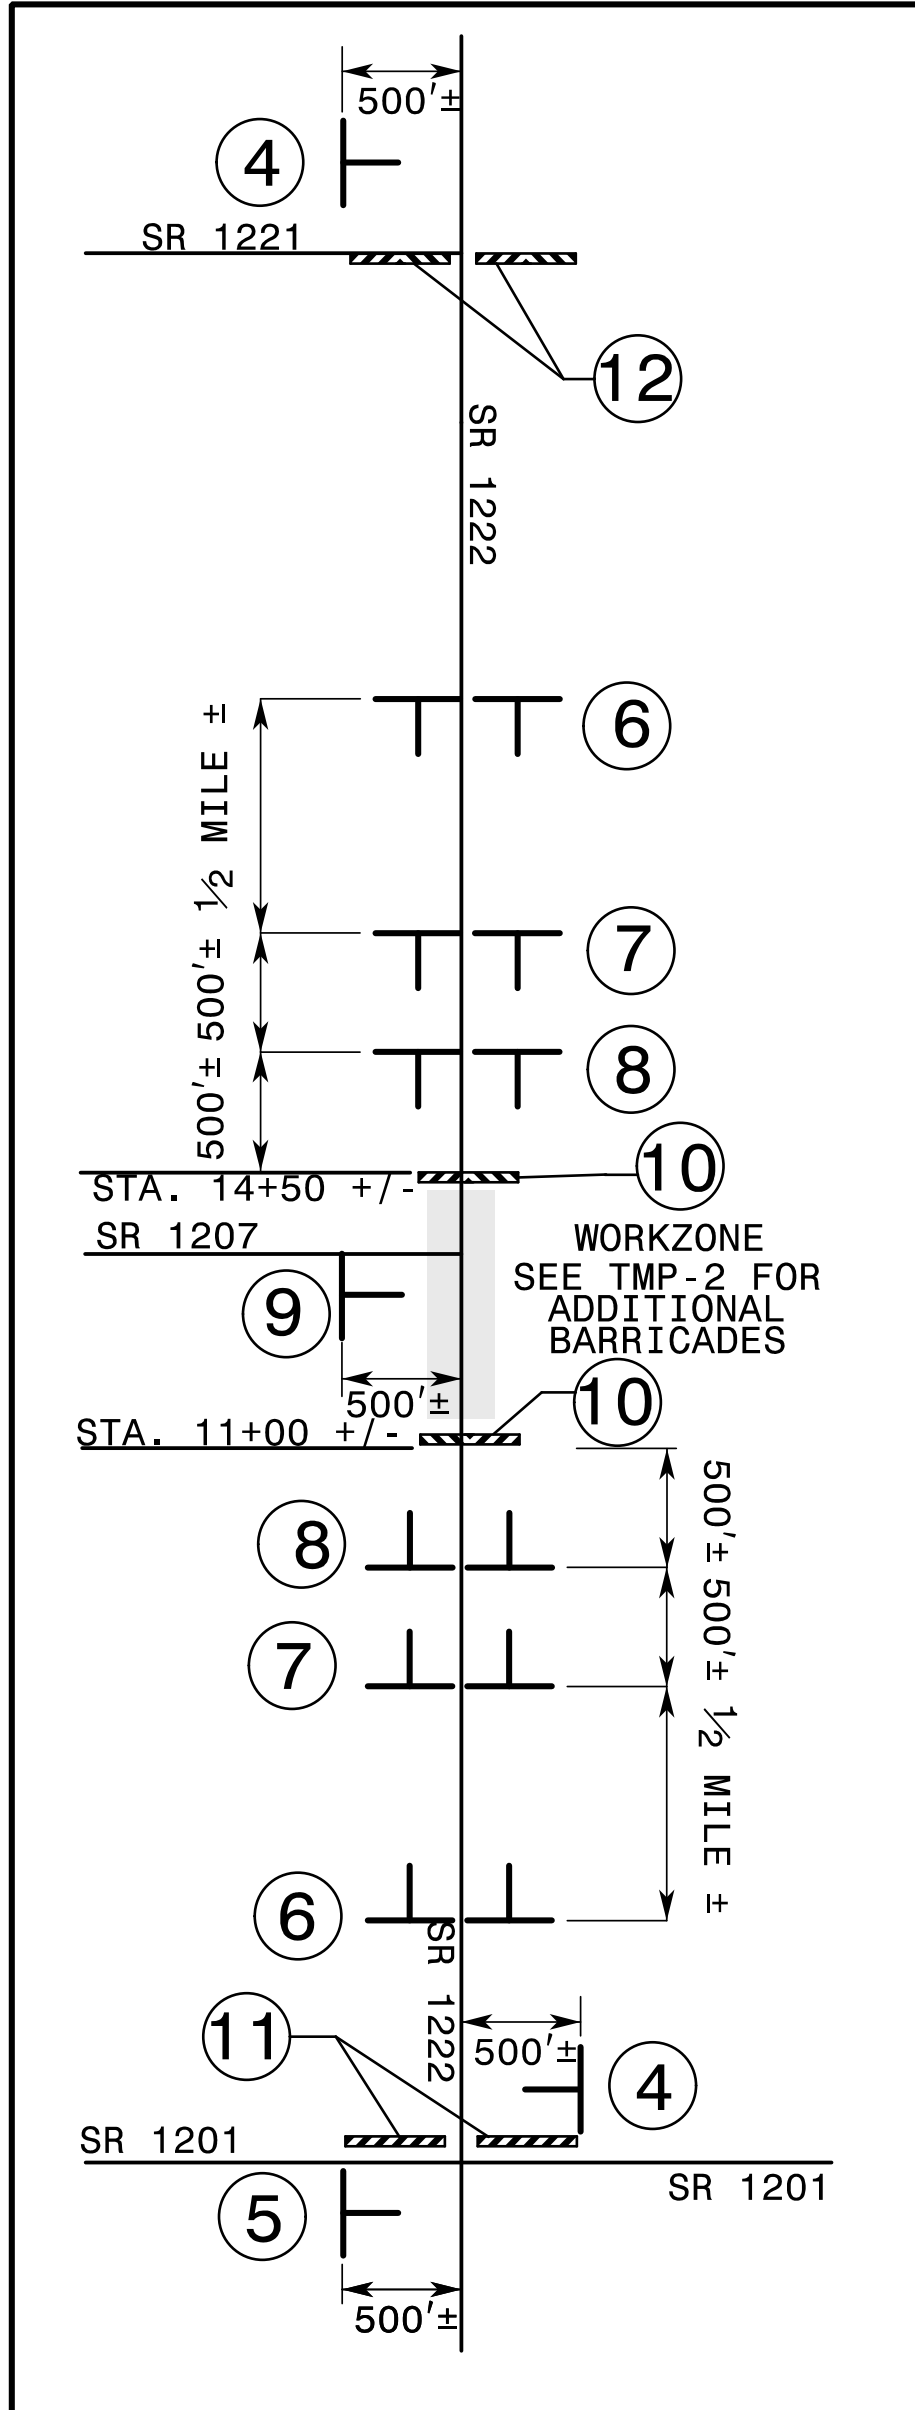 500'±
4
SR 1221
12
SR 1222
6
1/2 MILE ±
7
500'±
8
500'±
10
STA. 14+50 +/-
SR 1207
WORKZONE
SEE TMP-2 FOR
ADDITIONAL
BARRICADES
9
500'±
10
STA. 11+00 +/-
500'±
8
500'±
7
1/2 MILE ±
6
SR 1222
11
500'±
4
SR 1201
SR 1201
5
500'±